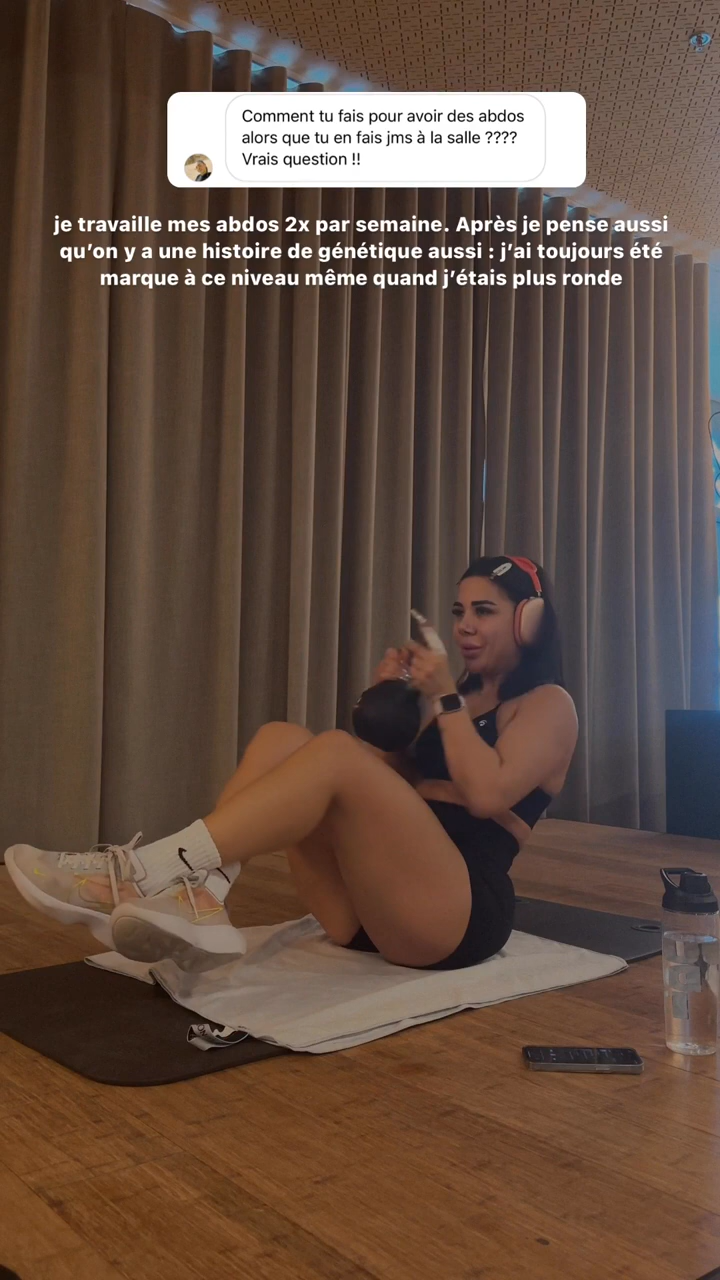 Comment tu fais pour avoir des abdos
alors que tu en fais jms à la salle ????
Vrais question !!
je travaille mes abdos 2x par semaine. Après je pense aussi
qu’on y a une histoire de génétique aussi : j’ai toujours été
marque à ce niveau même quand j’étais plus ronde